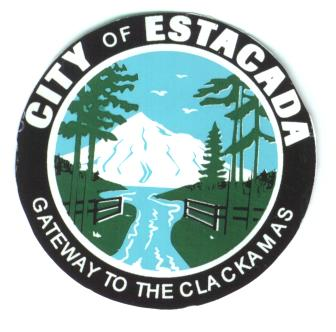 CITY OF ESTACADA
GATEWAY TO THE CLACKAMAS